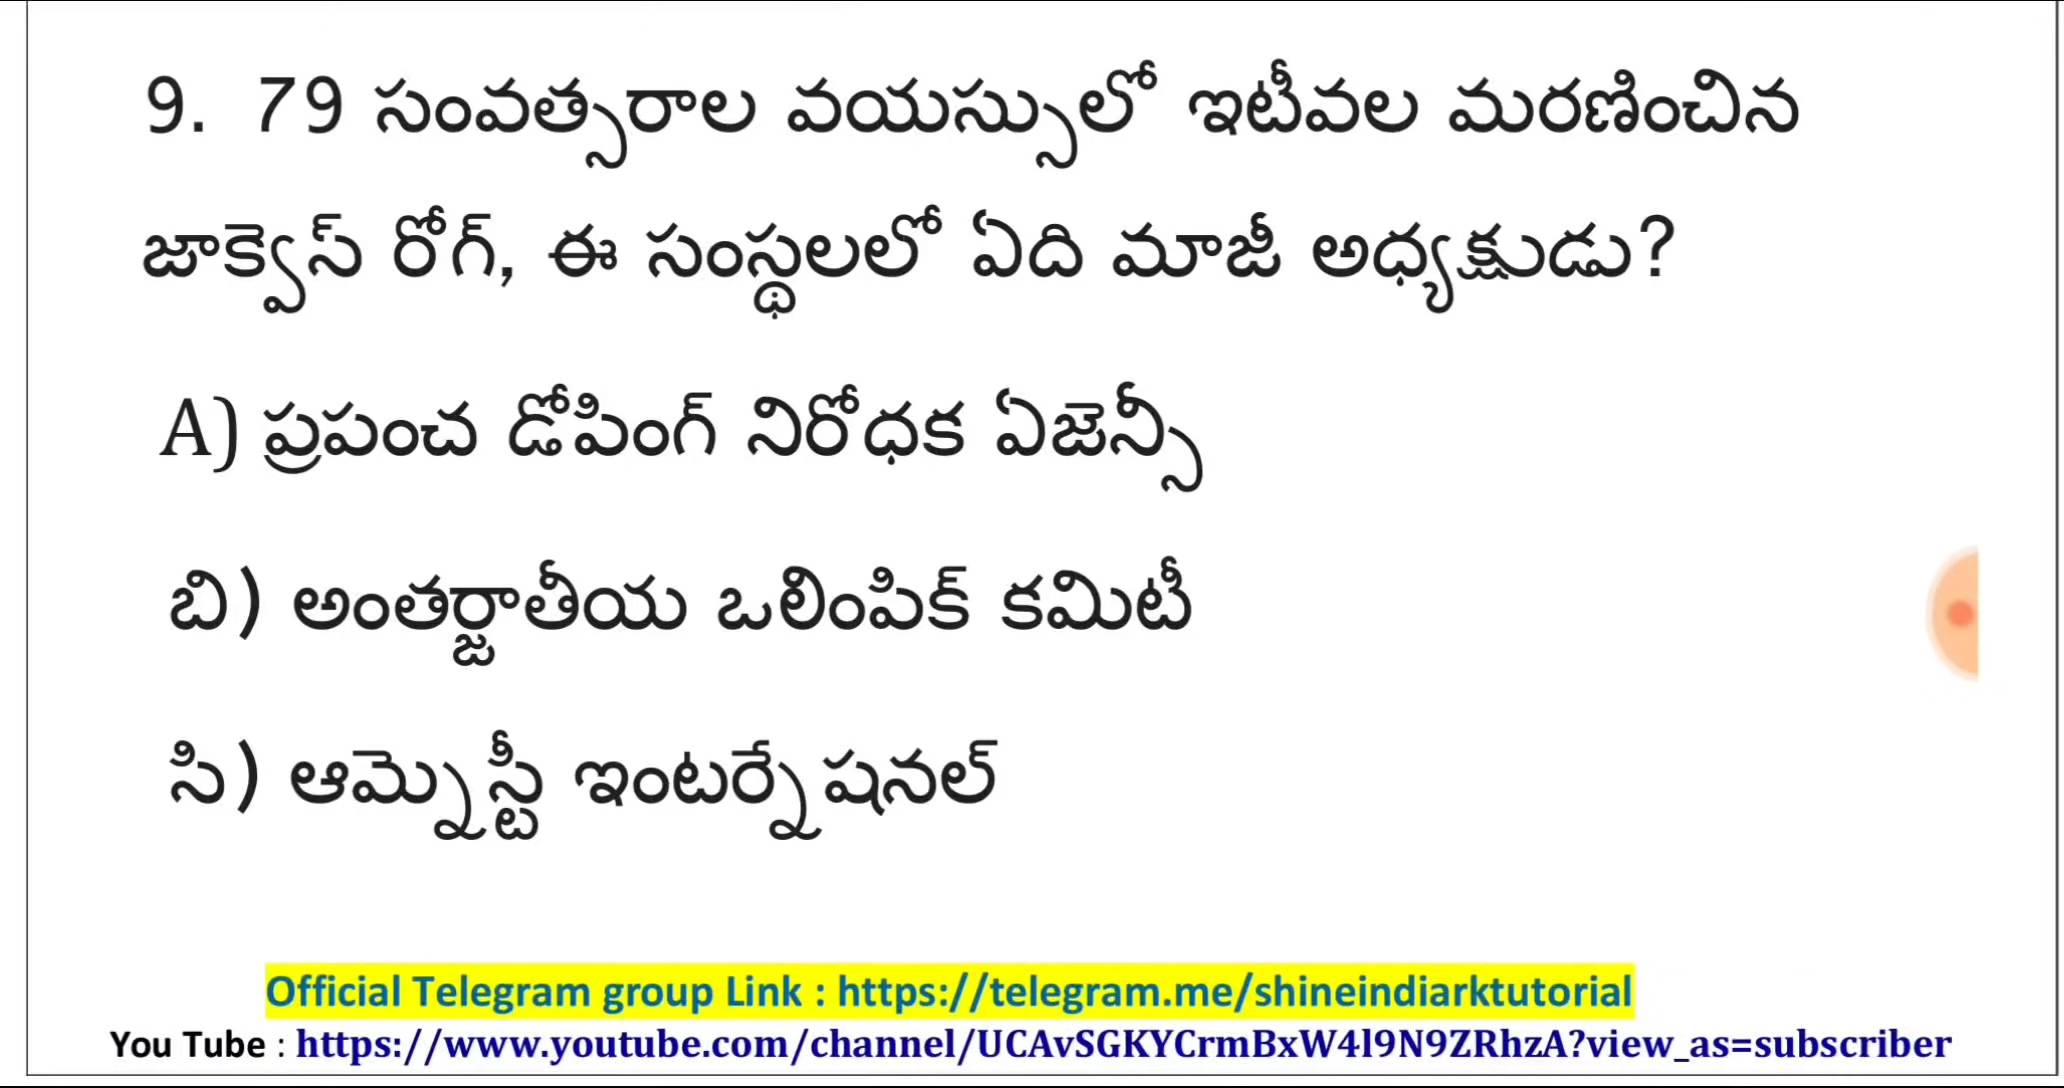 9. 79 సంవత్సరాల వయస్సులో ఇటీవల మరణించిన
జాక్వెస్ రోగ్, ఈ సంస్థలలో ఏది మాజీ అధ్యక్షుడు?
A) ప్రపంచ డోపింగ్ నిరోధక ఏజెన్సీ
బి) అంతర్జాతీయ ఒలింపిక్ కమిటీ
సి) ఆమ్నెస్టీ ఇంటర్నేషనల్
Official Telegram group Link : https://telegram.me/shineindiarktutorial
You Tube : https://www.youtube.com/channel/UCAvSGKYCrmBxW4l9N9ZRhzA?view_as=subscriber